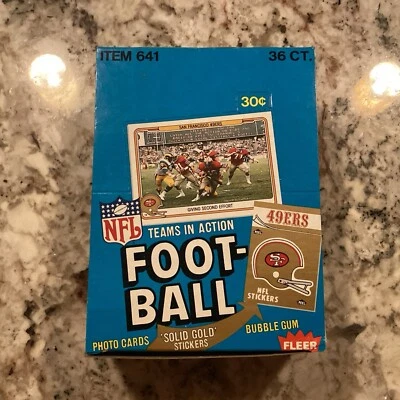 ITEM 641 36 CT.
30¢
SAN FRANCISCO 49ERS
GIVING SECOND EFFORT
NFL
TEAMS IN ACTION
FOOT-
BALL
49ERS
SF
NFL
STICKERS
PHOTO CARDS
"SOLID GOLD"
STICKERS
BUBBLE GUM
FLEER